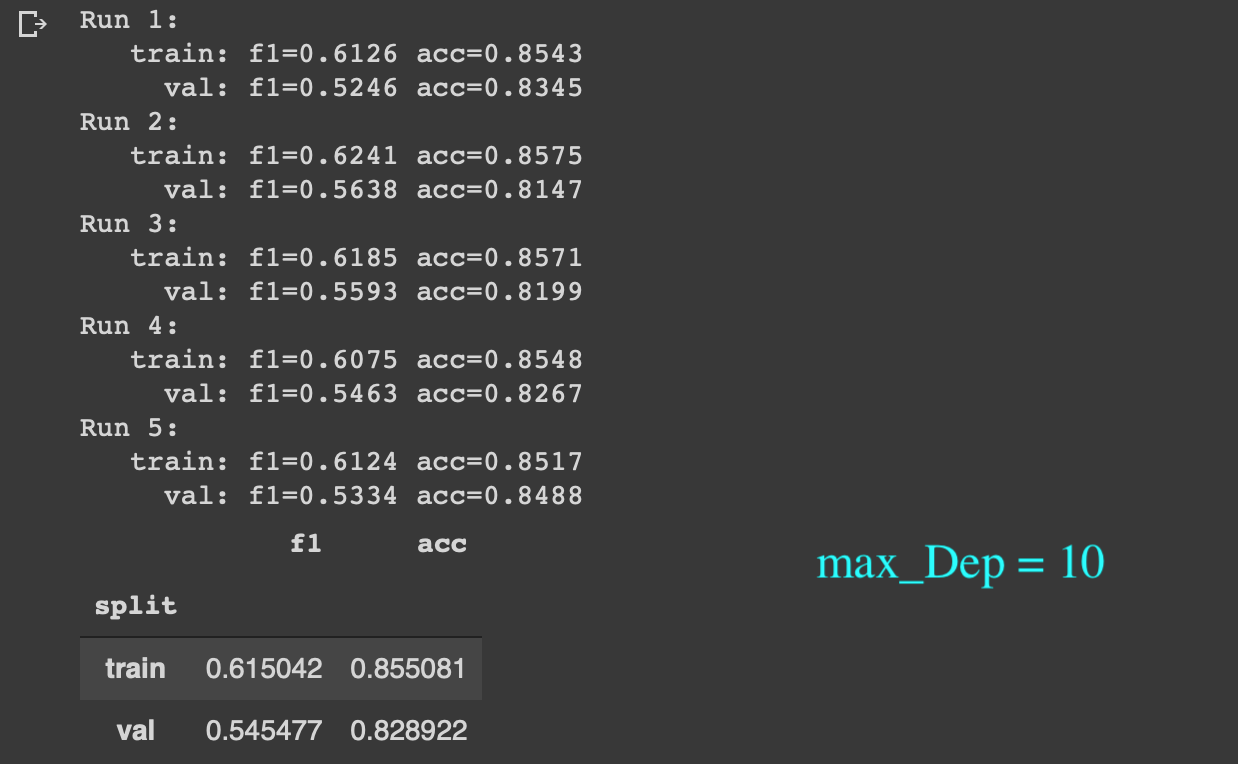 Run 1:
train: f1=0.6126 acc=0.8543
val: f1=0.5246 acc=0.8345
Run 2:
train: f1=0.6241 acc=0.8575
val: f1=0.5638 acc=0.8147
Run 3:
train: f1=0.6185 acc=0.8571
val: f1=0.5593 acc=0.8199
Run 4:
train: f1=0.6075 acc=0.8548
val: f1=0.5463 acc=0.8267
Run 5:
train: f1=0.6124 acc=0.8517
val: f1=0.5334 acc=0.8488
f1 acc
max_Dep = 10
split
train 0.615042 0.855081
val 0.545477 0.828922